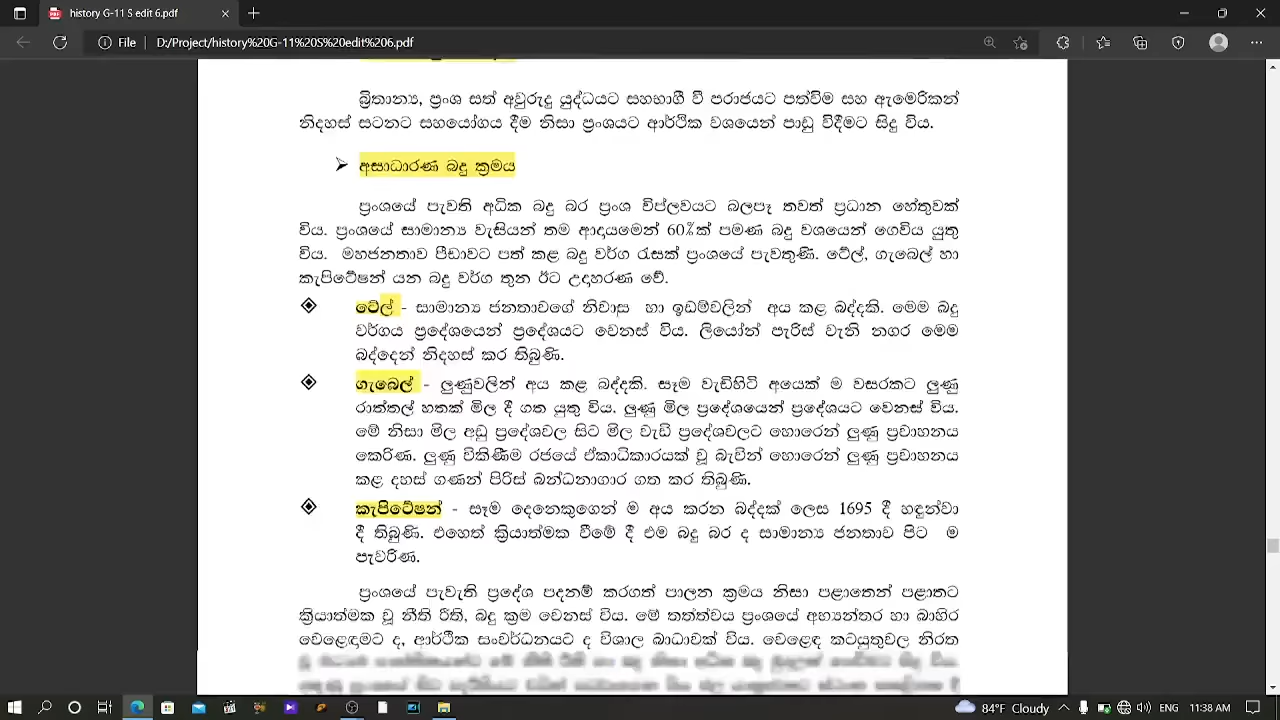 history G-11 S edit 6.pdf
File D:/Project/history%20G-11%20S%20edit%206.pdf
බ්‍රිතාන්‍ය, ප්‍රංශ සත් අවුරුදු යුද්ධයට සහභාගී වී පරාජයට පත්වීම සහ ඇමෙරිකන්
නිදහස් සටනට සහයෝගය දීම නිසා ප්‍රංශයට ආර්ථික වශයෙන් පාඩු විදීමට සිදු විය.
➢ අසාධාරණ බදු ක්‍රමය
ප්‍රංශයේ පැවති අධික බදු බර ප්‍රංශ විප්ලවයට බලපෑ තවත් ප්‍රධාන හේතුවක්
විය. ප්‍රංශයේ සාමාන්‍ය වැසියන් තම ආදායමෙන් 60%ක් පමණ බදු වශයෙන් ගෙවිය යුතු
විය. මහජනතාව පීඩාවට පත් කළ බදු වර්ග රැසක් ප්‍රංශයේ පැවතුණි. ටේල්, ගැබෙල් හා
කැපිටේෂන් යන බදු වර්ග තුන ඊට උදාහරණ වේ.
ටේල් - සාමාන්‍ය ජනතාවගේ නිවාස හා ඉඩම්වලින් අය කළ බද්දකි. මෙම බදු
වර්ගය ප්‍රදේශයෙන් ප්‍රදේශයට වෙනස් විය. ලියෝන් පැරිස් වැනි නගර මෙම
බද්දෙන් නිදහස් කර තිබුණි.
ගැබෙල් - ලුණුවලින් අය කළ බද්දකි. සෑම වැඩිහිටි අයෙක් ම වසරකට ලුණු
රාත්තල් හතක් මිල දී ගත යුතු විය. ලුණු මිල ප්‍රදේශයෙන් ප්‍රදේශයට වෙනස් විය.
මේ නිසා මිල අඩු ප්‍රදේශවල සිට මිල වැඩි ප්‍රදේශවලට හොරෙන් ලුණු ප්‍රවාහනය
කෙරිණ. ලුණු විකිණීම රජයේ ඒකාධිකාරයක් වූ බැවින් හොරෙන් ලුණු ප්‍රවාහනය
කළ දහස් ගණන් පිරිස් බන්ධනාගාර ගත කර තිබුණි.
කැපිටේෂන් - සෑම දෙනෙකුගෙන් ම අය කරන බද්දක් ලෙස 1695 දී හඳුන්වා
දී තිබුණි. එහෙත් ක්‍රියාත්මක වීමේ දී එම බදු බර ද සාමාන්‍ය ජනතාව පිට ම
පැවරිණ.
ප්‍රංශයේ පැවැති ප්‍රදේශ පදනම් කරගත් පාලන ක්‍රමය නිසා පළාතෙන් පළාතට
ක්‍රියාත්මක වූ නීති රීති, බදු ක්‍රම වෙනස් විය. මේ තත්ත්වය ප්‍රංශයේ අභ්‍යන්තර හා බාහිර
වෙළෙඳාමට ද, ආර්ථික සංවර්ධනයට ද විශාල බාධාවක් විය. වෙළෙඳ කටයුතුවල නිරත
84°F Cloudy ENG 11:38 AM